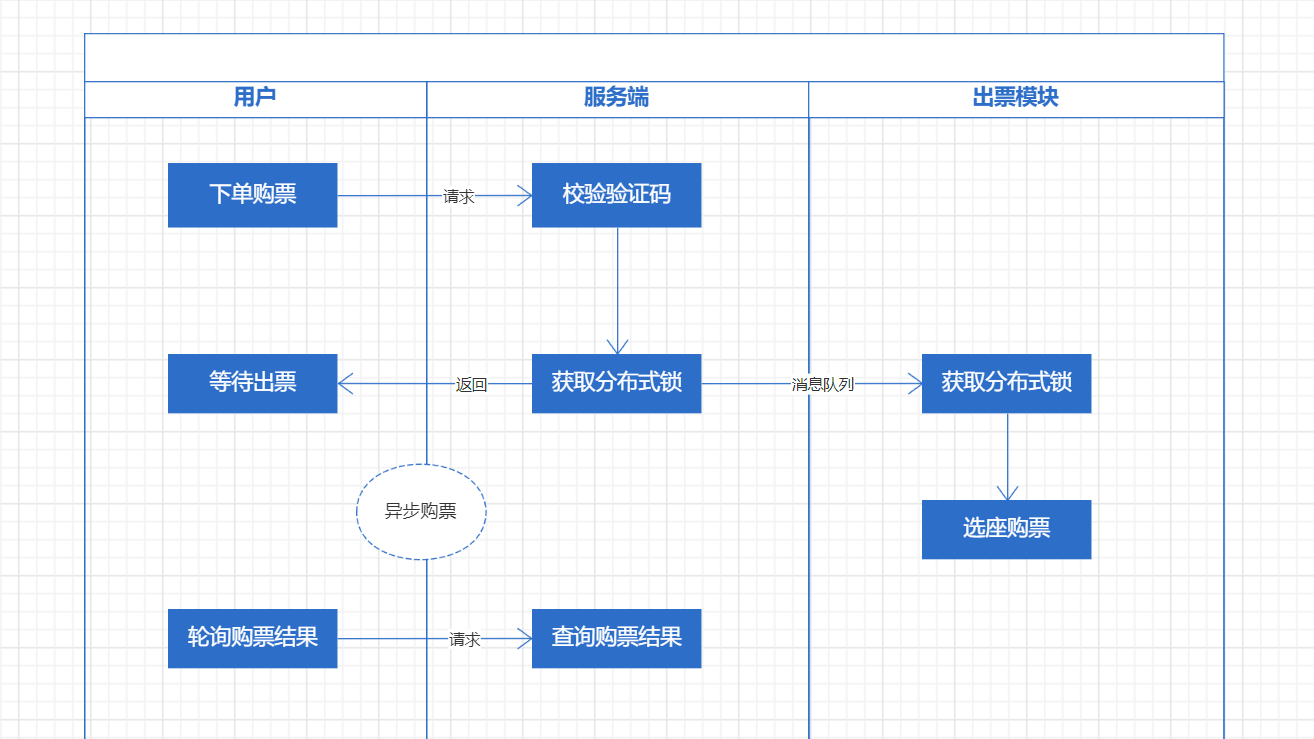 用户
服务端
出票模块
下单购票
请求
校验验证码
等待出票
返回
获取分布式锁
消息队列
获取分布式锁
异步购票
选座购票
轮询购票结果
请求
查询购票结果